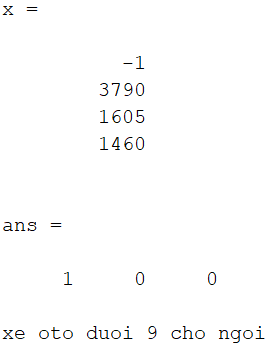 x =
-1
3790
1605
1460
ans =
1 0 0
xe oto duoi 9 cho ngoi